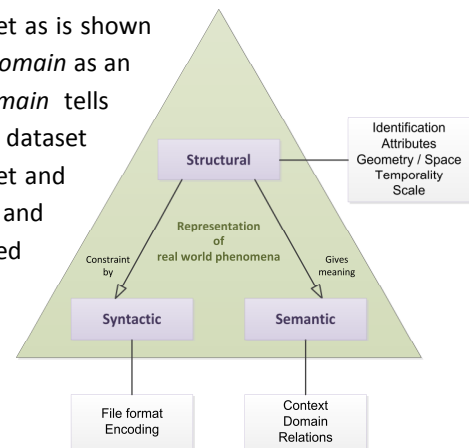 et as is shown
omain as an
main tells
dataset
et and
and
ed
Structural
Identification
Attributes
Geometry / Space
Temporality
Scale
Representation
of
real world phenomena
Constraint
by
Gives
meaning
Syntactic
Semantic
File format
Encoding
Context
Domain
Relations